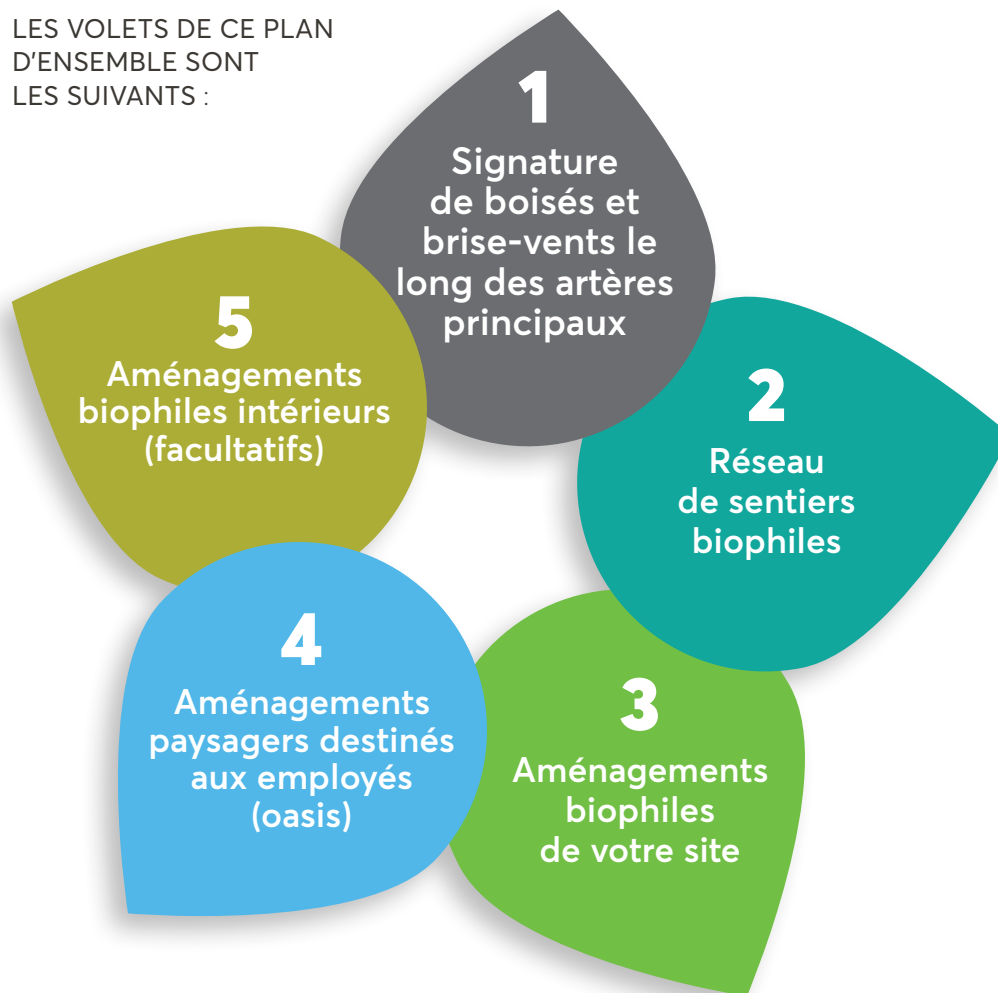 LES VOLETS DE CE PLAN
D'ENSEMBLE SONT
LES SUIVANTS :
1
Signature
de boisés et
brise-vents le
long des artères
principaux
2
Réseau
de sentiers
biophiles
3
Aménagements
biophiles
de votre site
4
Aménagements
paysagers destinés
aux employés
(oasis)
5
Aménagements
biophiles intérieurs
(facultatifs)